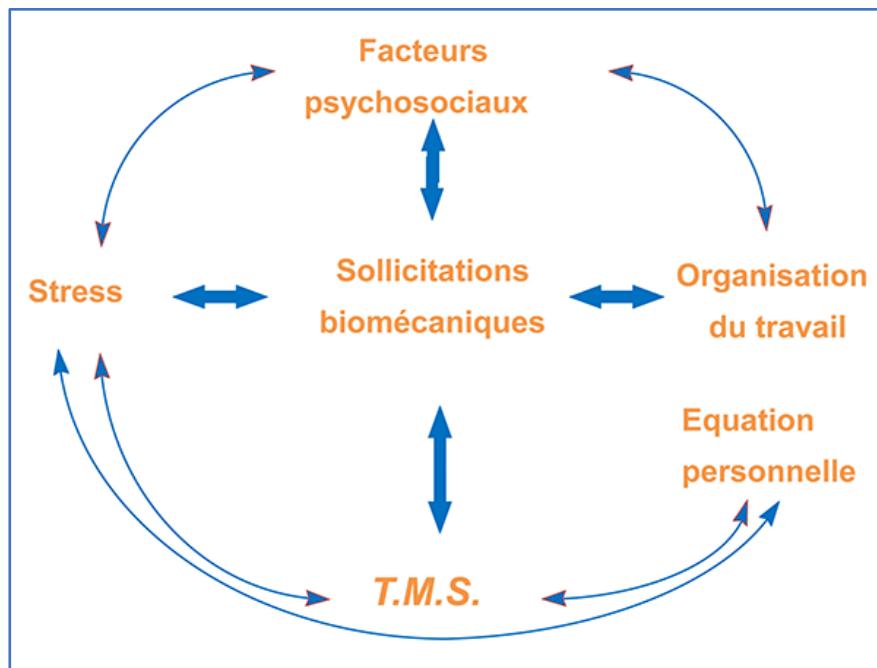 Facteurs
psychosociaux
Stress
Sollicitations
biomécaniques
Organisation
du travail
Equation
personnelle
T.M.S.